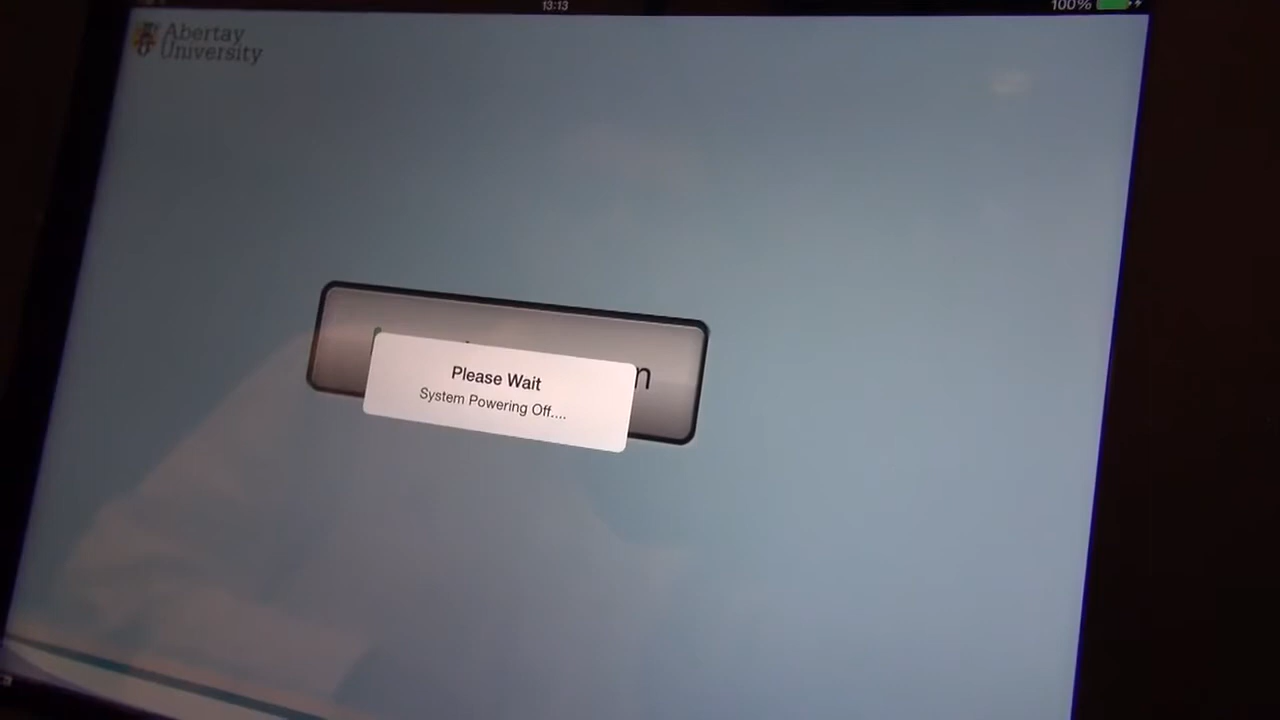 13:13
100%
Abertay
University
Please Wait
System Powering Off....